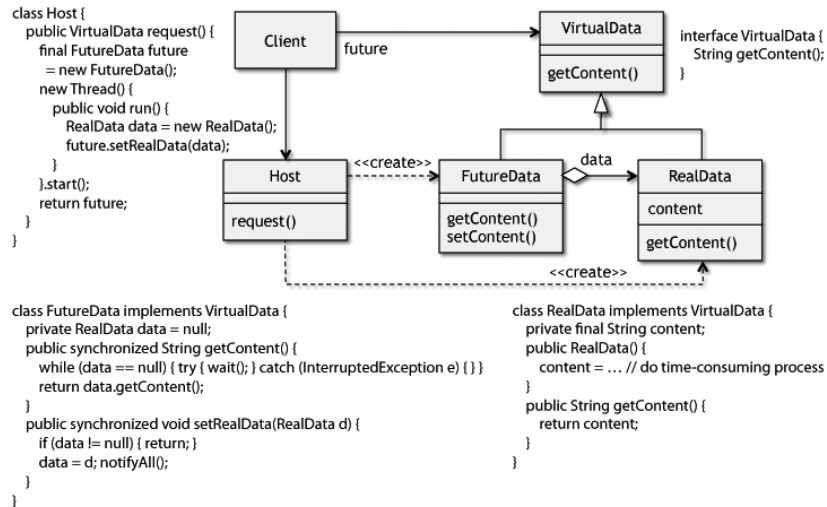 class Host {
public VirtualData request() {
final FutureData future
= new FutureData();
new Thread() {
public void run() {
RealData data = new RealData();
future.setRealData(data);
}
}.start();
return future;
}
}
Client
future
VirtualData
getContent()
interface VirtualData {
String getContent();
}
<<create>>
data
Host
request()
FutureData
getContent()
setContent()
RealData
content
getContent()
<<create>>
class FutureData implements VirtualData {
private RealData data = null;
public synchronized String getContent() {
while (data == null) { try { wait(); } catch (InterruptedException e) { } }
return data.getContent();
}
public synchronized void setRealData(RealData d) {
if (data != null) { return; }
data = d; notifyAll();
}
}
class RealData implements VirtualData {
private final String content;
public RealData() {
content = … // do time-consuming process
}
public String getContent() {
return content;
}
}